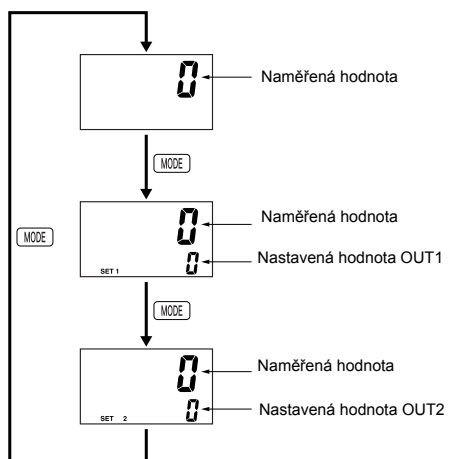 0
Naměřená hodnota
MODE
0
Naměřená hodnota
MODE
SET 1
0
Nastavená hodnota OUT1
MODE
0
Naměřená hodnota
SET 2
0
Nastavená hodnota OUT2